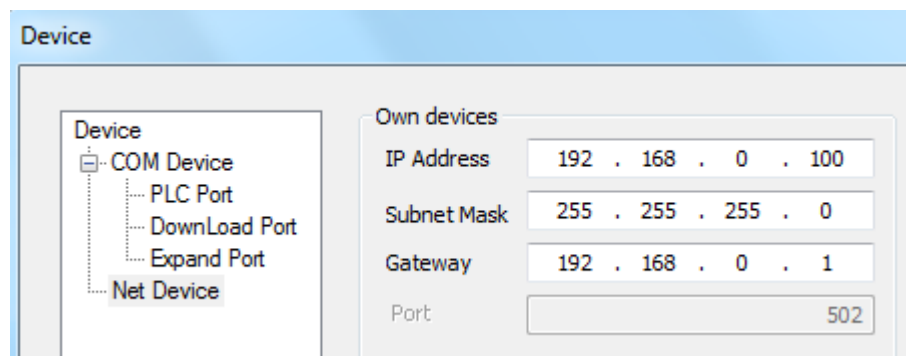 Device
Device
COM Device
PLC Port
DownLoad Port
Expand Port
Net Device
Own devices
IP Address 192 . 168 . 0 . 100
Subnet Mask 255 . 255 . 255 . 0
Gateway 192 . 168 . 0 . 1
Port 502